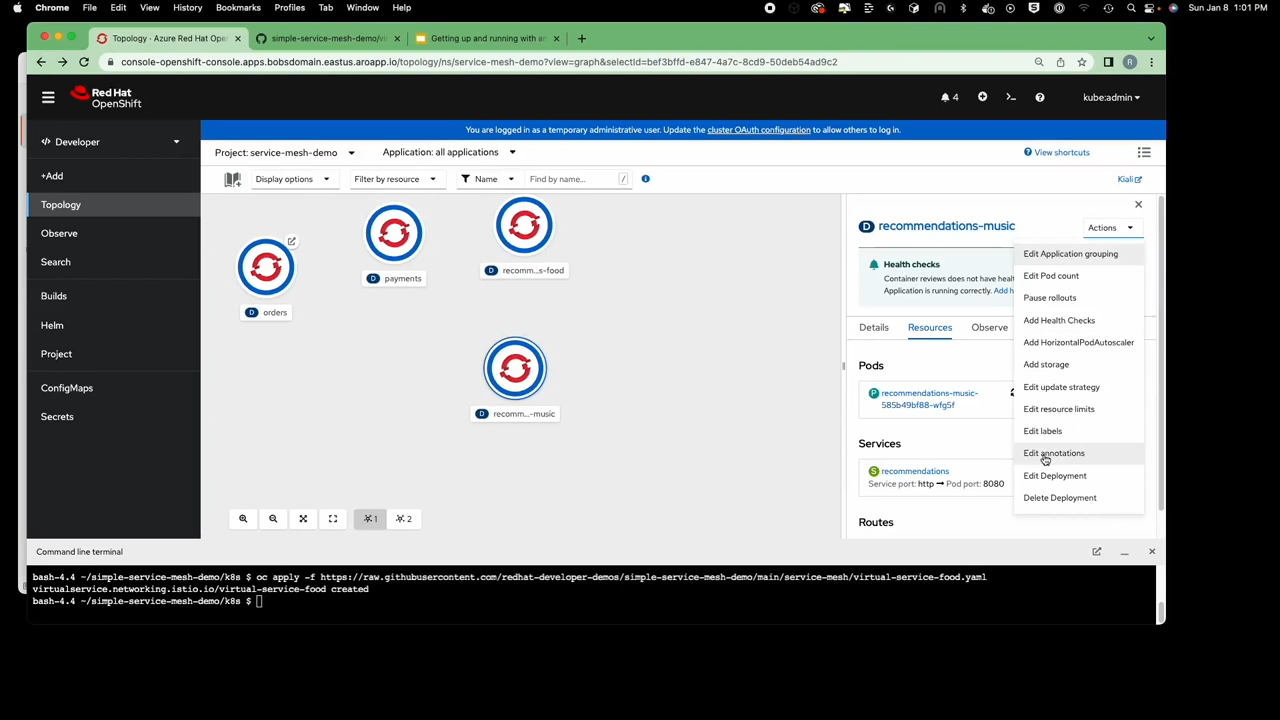 Chrome File Edit View History Bookmarks Profiles Tab Window Help Sun Jan 8 1:01 PM
Topology · Azure Red Hat Ope
simple-service-mesh-demo/vi
Getting up and running with a
console-openshift-console.apps.bobsdomain.eastus.aroapp.io/topology/ns/service-mesh-demo?view=graph&selectId=bef3bffd-e847-4a7c-8cd9-50deb54ad9c2
R
Red Hat
OpenShift
4
kube:admin
You are logged in as a temporary administrative user. Update the cluster OAuth configuration to allow others to log in.
Developer
+Add
Topology
Observe
Search
Builds
Helm
Project
ConfigMaps
Secrets
Project: service-mesh-demo
Application: all applications
View shortcuts
Display options
Filter by resource
Name
Find by name...
/
Kiali
D orders
D payments
D recomm...s-food
D recomm...-music
1
2
D recommendations-music
Actions
Health checks
Container reviews does not have heal
Application is running correctly. Add h
Details
Resources
Observe
Pods
P recommendations-music-
585b49bf88-wfg5f
Services
S recommendations
Service port: http → Pod port: 8080
Routes
Edit Application grouping
Edit Pod count
Pause rollouts
Add Health Checks
Add HorizontalPodAutoscaler
Add storage
Edit update strategy
Edit resource limits
Edit labels
Edit annotations
Edit Deployment
Delete Deployment
Command line terminal
bash-4.4 ~/simple-service-mesh-demo/k8s $ oc apply -f https://raw.githubusercontent.com/redhat-developer-demos/simple-service-mesh-demo/main/service-mesh/virtual-service-food.yaml
virtualservice.networking.istio.io/virtual-service-food created
bash-4.4 ~/simple-service-mesh-demo/k8s $